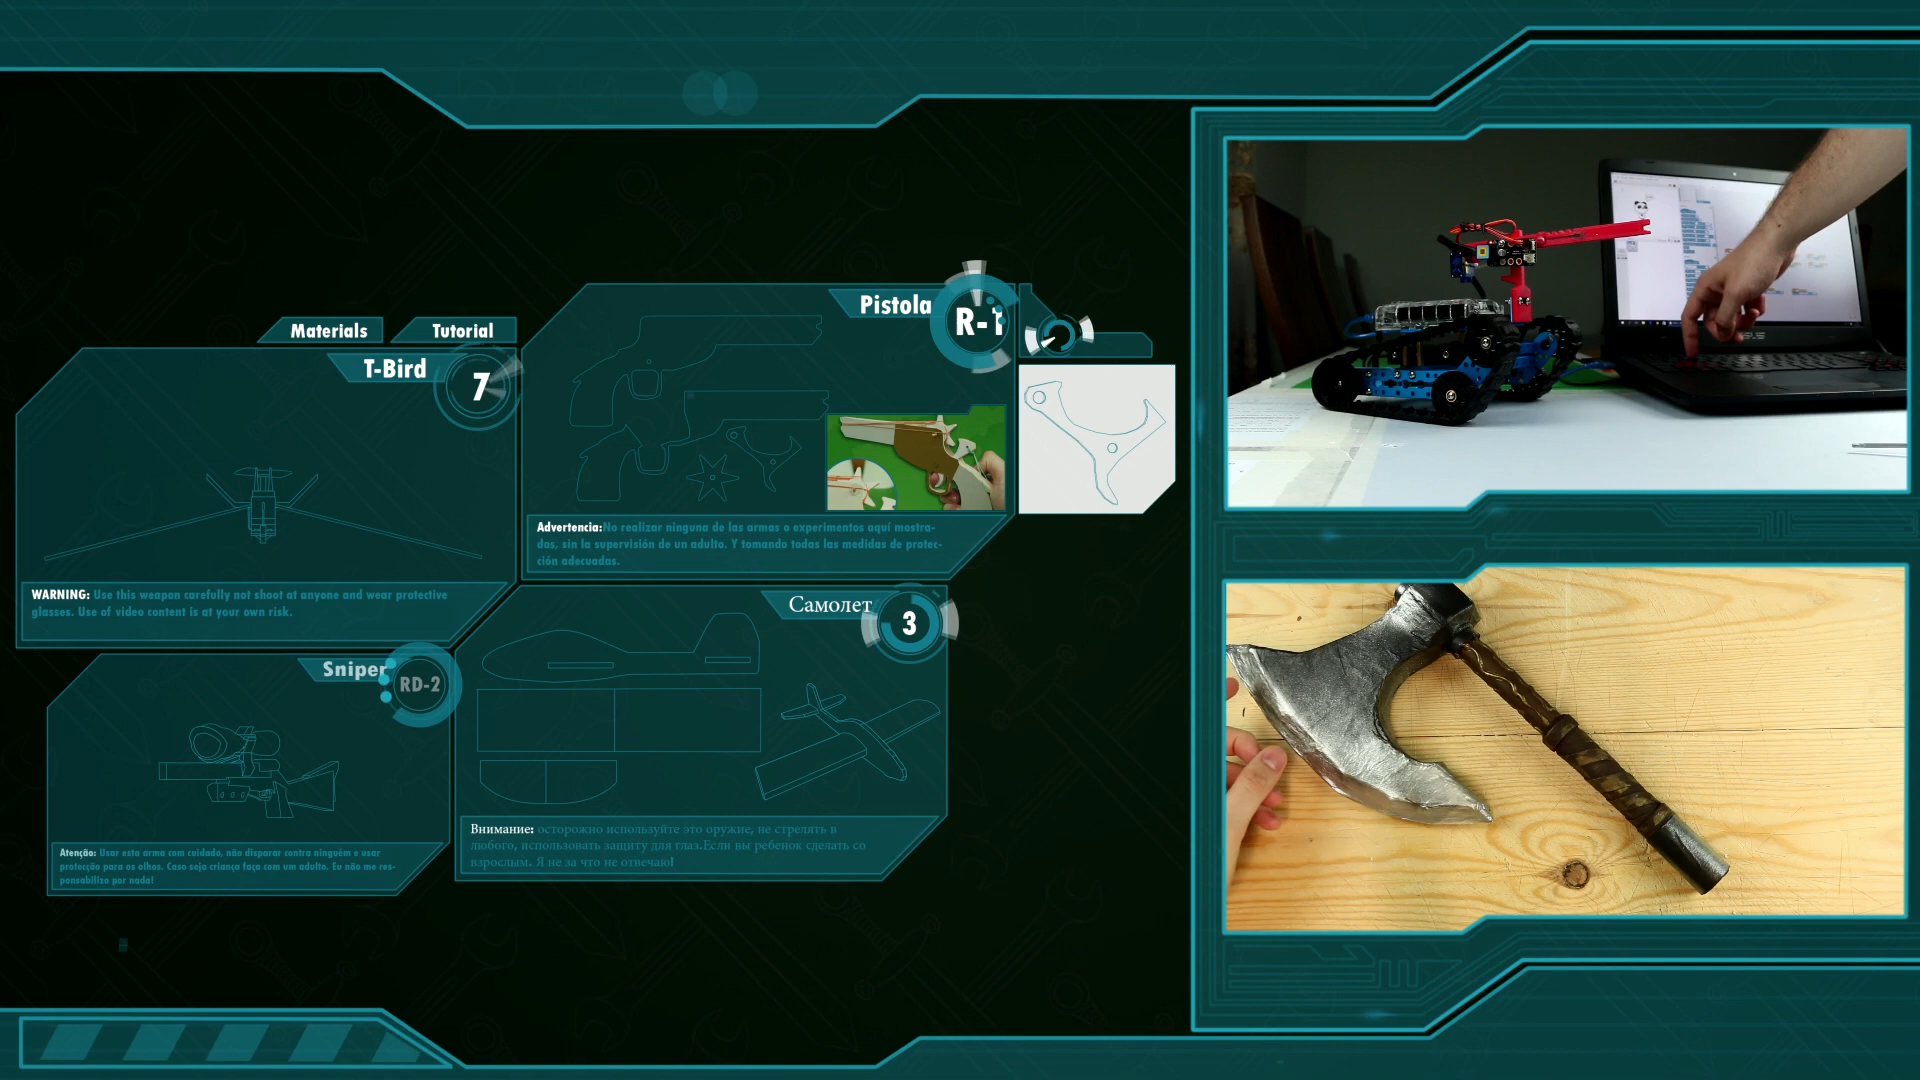 Materials
Tutorial
T-Bird
7
WARNING: Use this weapon carefully not shoot at anyone and wear protective
glasses. Use of video content is at your own risk.
Pistola
R-1
Advertencia:No realizar ninguna de las armas o experimentos aquí mostra-
dos, sin la supervisión de un adulto. Y tomando todas las medidas de protec-
ción adecuadas.
Sniper
RD-2
Atenção: Usar esta arma com cuidado, não disparar contra ninguém e usar
protecção para os olhos. Caso seja criança faça com um adulto. Eu não me res-
ponsabilizo por nada!
Самолет
3
Внимание: осторожно используйте это оружие, не стрелять в
любого, использовать защиту для глаз.Если вы ребенок сделать со
взрослым. Я не за что не отвечаю!